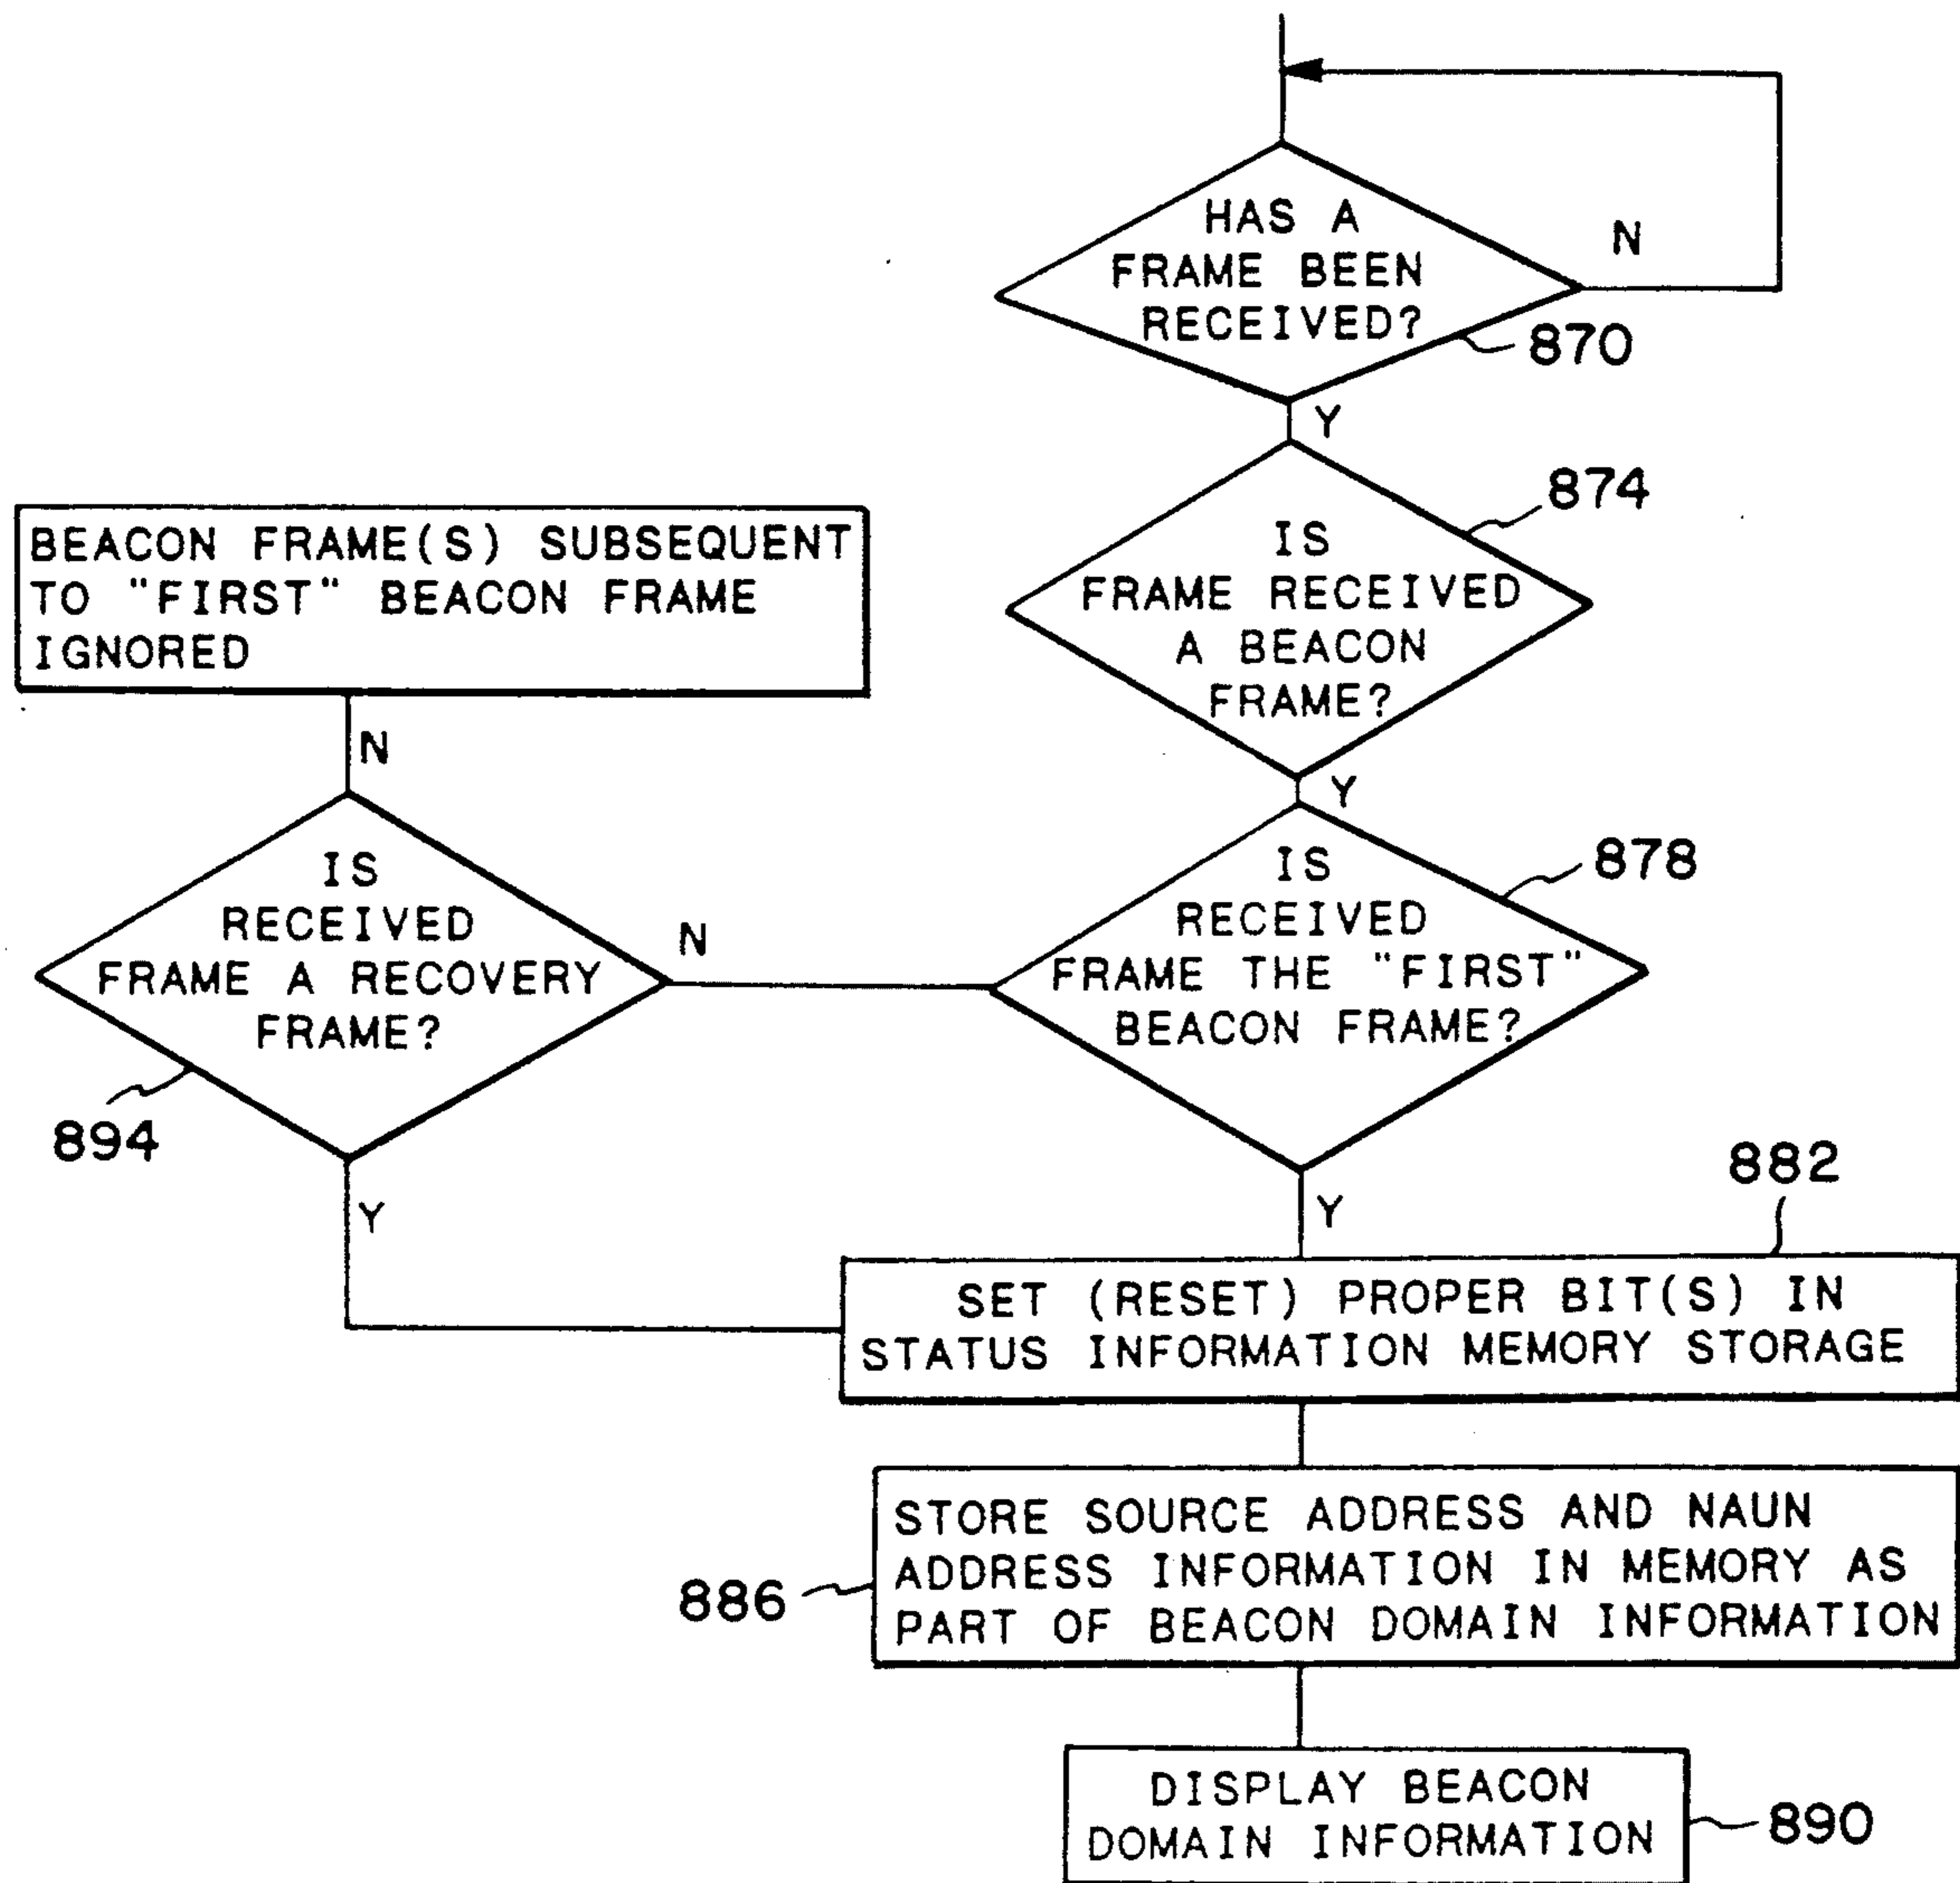 HAS A
FRAME BEEN
RECEIVED?
N
870
Y
874
IS
FRAME RECEIVED
A BEACON
FRAME?
Y
BEACON FRAME(S) SUBSEQUENT
TO "FIRST" BEACON FRAME
IGNORED
N
IS
RECEIVED
FRAME A RECOVERY
FRAME?
N
894
Y
878
IS
RECEIVED
FRAME THE "FIRST"
BEACON FRAME?
Y
882
SET (RESET) PROPER BIT(S) IN
STATUS INFORMATION MEMORY STORAGE
886
STORE SOURCE ADDRESS AND NAUN
ADDRESS INFORMATION IN MEMORY AS
PART OF BEACON DOMAIN INFORMATION
DISPLAY BEACON
DOMAIN INFORMATION
890